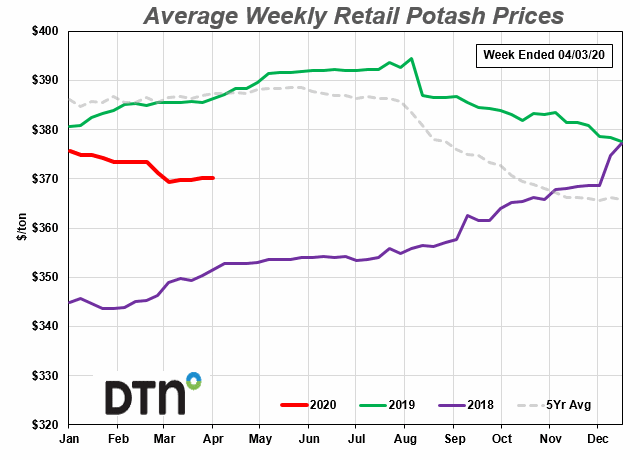 Average Weekly Retail Potash Prices
Week Ended 04/03/20
$/ton
$400
$390
$380
$370
$360
$350
$340
$330
$320
DTN
2020 2019 2018 5Yr Avg
Jan Feb Mar Apr May Jun Jul Aug Sep Oct Nov Dec